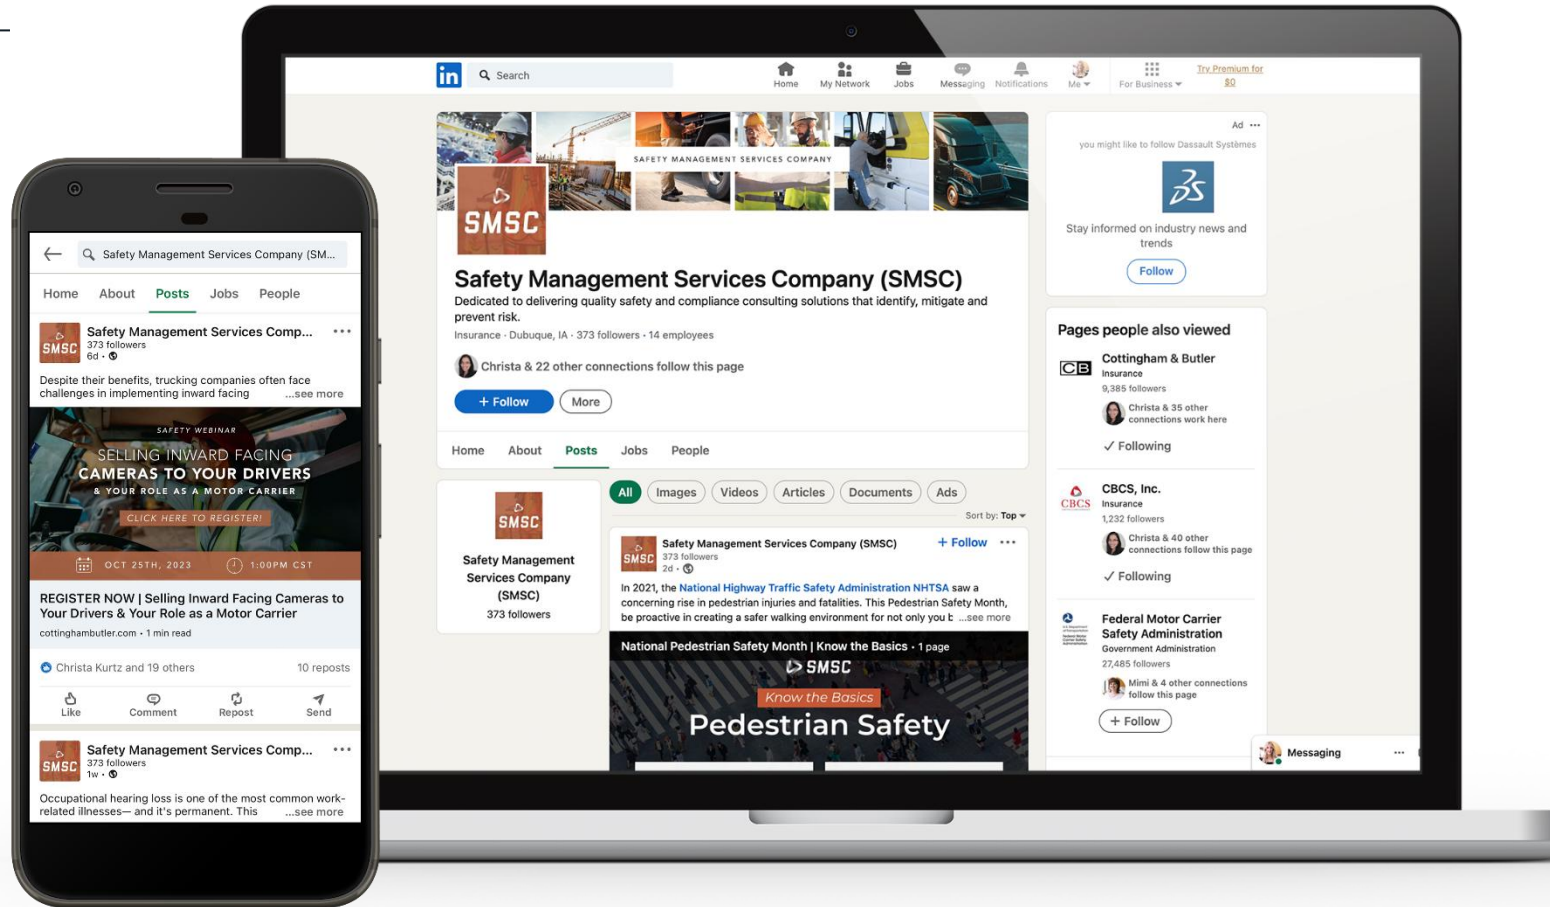 Safety Management Services Company (SM...
Home About Posts Jobs People
SMSC
Safety Management Services Comp...
373 followers
6d •
Despite their benefits, trucking companies often face
challenges in implementing inward facing ...see more
SAFETY WEBINAR
SELLING INWARD FACING
CAMERAS TO YOUR DRIVERS
& YOUR ROLE AS A MOTOR CARRIER
CLICK HERE TO REGISTER!
OCT 25TH, 2023 1:00PM CST
REGISTER NOW | Selling Inward Facing Cameras to
Your Drivers & Your Role as a Motor Carrier
cottinghambutler.com • 1 min read
Christa Kurtz and 19 others 10 reposts
Like Comment Repost Send
SMSC
Safety Management Services Comp...
373 followers
1w •
Occupational hearing loss is one of the most common work-
related illnesses— and it's permanent. This ...see more
in Search
Home My Network Jobs Messaging Notifications Me For Business Try Premium for
$0
SAFETY MANAGEMENT SERVICES COMPANY
SMSC
Safety Management Services Company (SMSC)
Dedicated to delivering quality safety and compliance consulting solutions that identify, mitigate and
prevent risk.
Insurance · Dubuque, IA · 373 followers · 14 employees
Christa & 22 other connections follow this page
+ Follow More
Home About Posts Jobs People
SMSC
Safety Management
Services Company
(SMSC)
373 followers
All Images Videos Articles Documents Ads
Sort by: Top
SMSC
Safety Management Services Company (SMSC) + Follow
373 followers
2d •
In 2021, the National Highway Traffic Safety Administration NHTSA saw a
concerning rise in pedestrian injuries and fatalities. This Pedestrian Safety Month,
be proactive in creating a safer walking environment for not only you b ...see more
National Pedestrian Safety Month | Know the Basics • 1 page
SMSC
Know the Basics
Pedestrian Safety
Ad
you might like to follow Dassault Systèmes
Stay informed on industry news and
trends
Follow
Pages people also viewed
CB
Cottingham & Butler
Insurance
9,385 followers
Christa & 35 other
connections work here
Following
CBCS
CBCS, Inc.
Insurance
1,232 followers
Christa & 40 other
connections follow this page
Following
Federal Motor Carrier
Safety Administration
Government Administration
27,485 followers
Mimi & 4 other connections
follow this page
+ Follow
Messaging